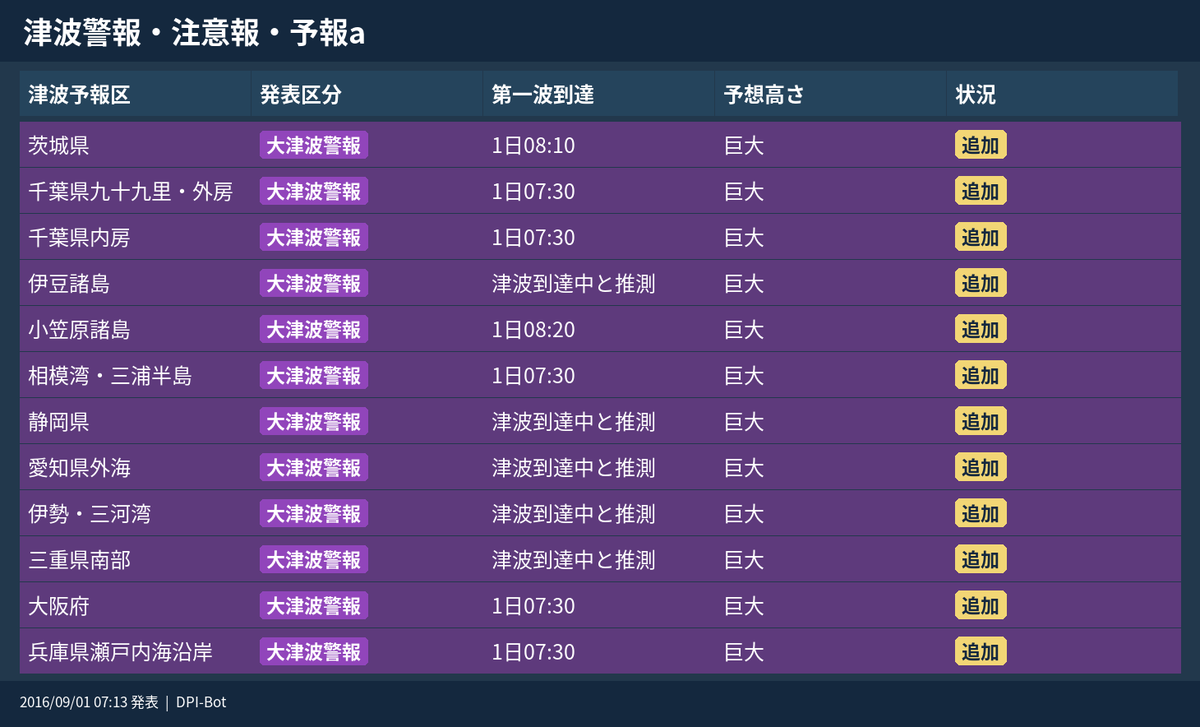 津波警報・注意報・予報a
津波予報区 発表区分 第一波到達 予想高さ 状況
茨城県 大津波警報 1日08:10 巨大 追加
千葉県九十九里・外房 大津波警報 1日07:30 巨大 追加
千葉県内房 大津波警報 1日07:30 巨大 追加
伊豆諸島 大津波警報 津波到達中と推測 巨大 追加
小笠原諸島 大津波警報 1日08:20 巨大 追加
相模湾・三浦半島 大津波警報 1日07:30 巨大 追加
静岡県 大津波警報 津波到達中と推測 巨大 追加
愛知県外海 大津波警報 津波到達中と推測 巨大 追加
伊勢・三河湾 大津波警報 津波到達中と推測 巨大 追加
三重県南部 大津波警報 津波到達中と推測 巨大 追加
大阪府 大津波警報 1日07:30 巨大 追加
兵庫県瀬戸内海沿岸 大津波警報 1日07:30 巨大 追加
2016/09/01 07:13 発表 | DPI-Bot